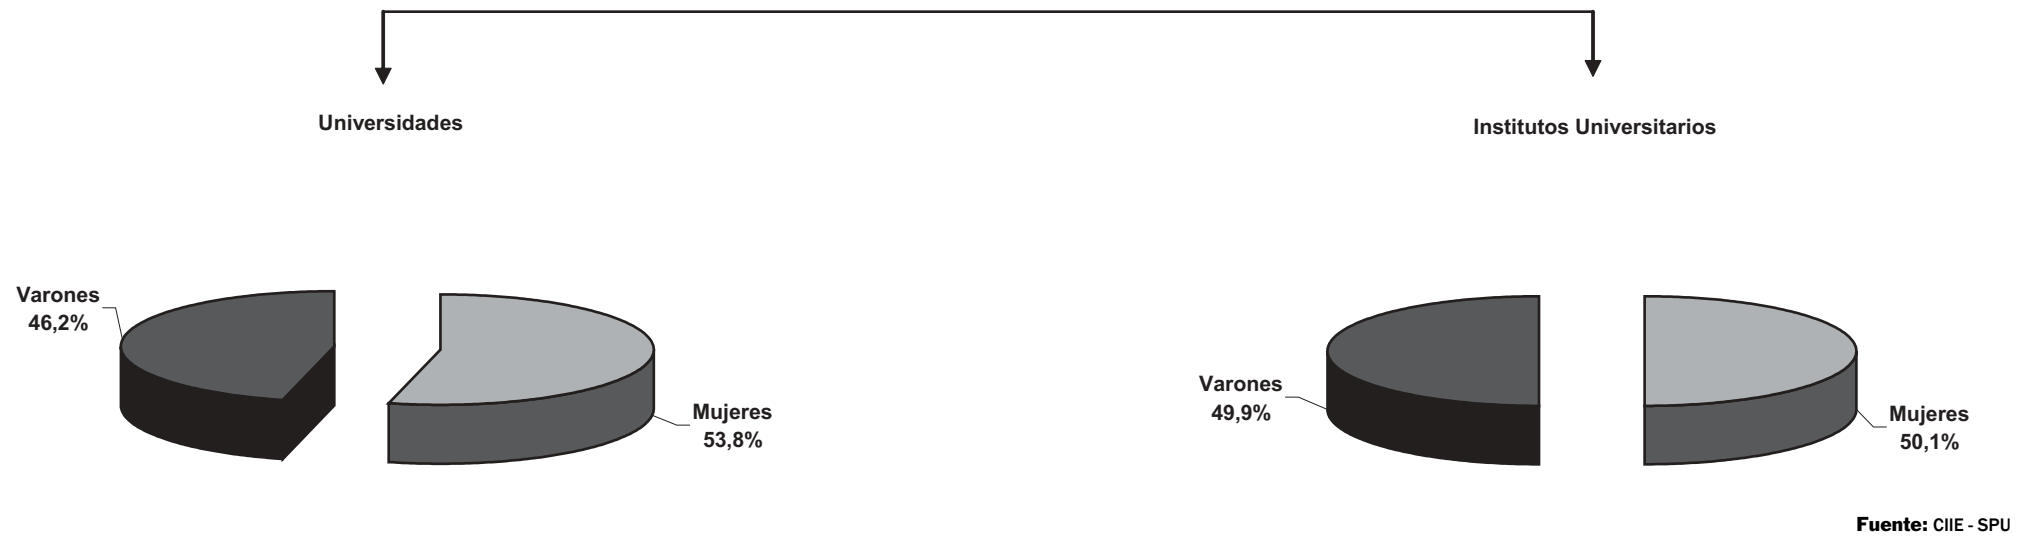 Universidades
Institutos Universitarios
Varones
46,2%
Mujeres
53,8%
Varones
49,9%
Mujeres
50,1%
Fuente: CIIE - SPU